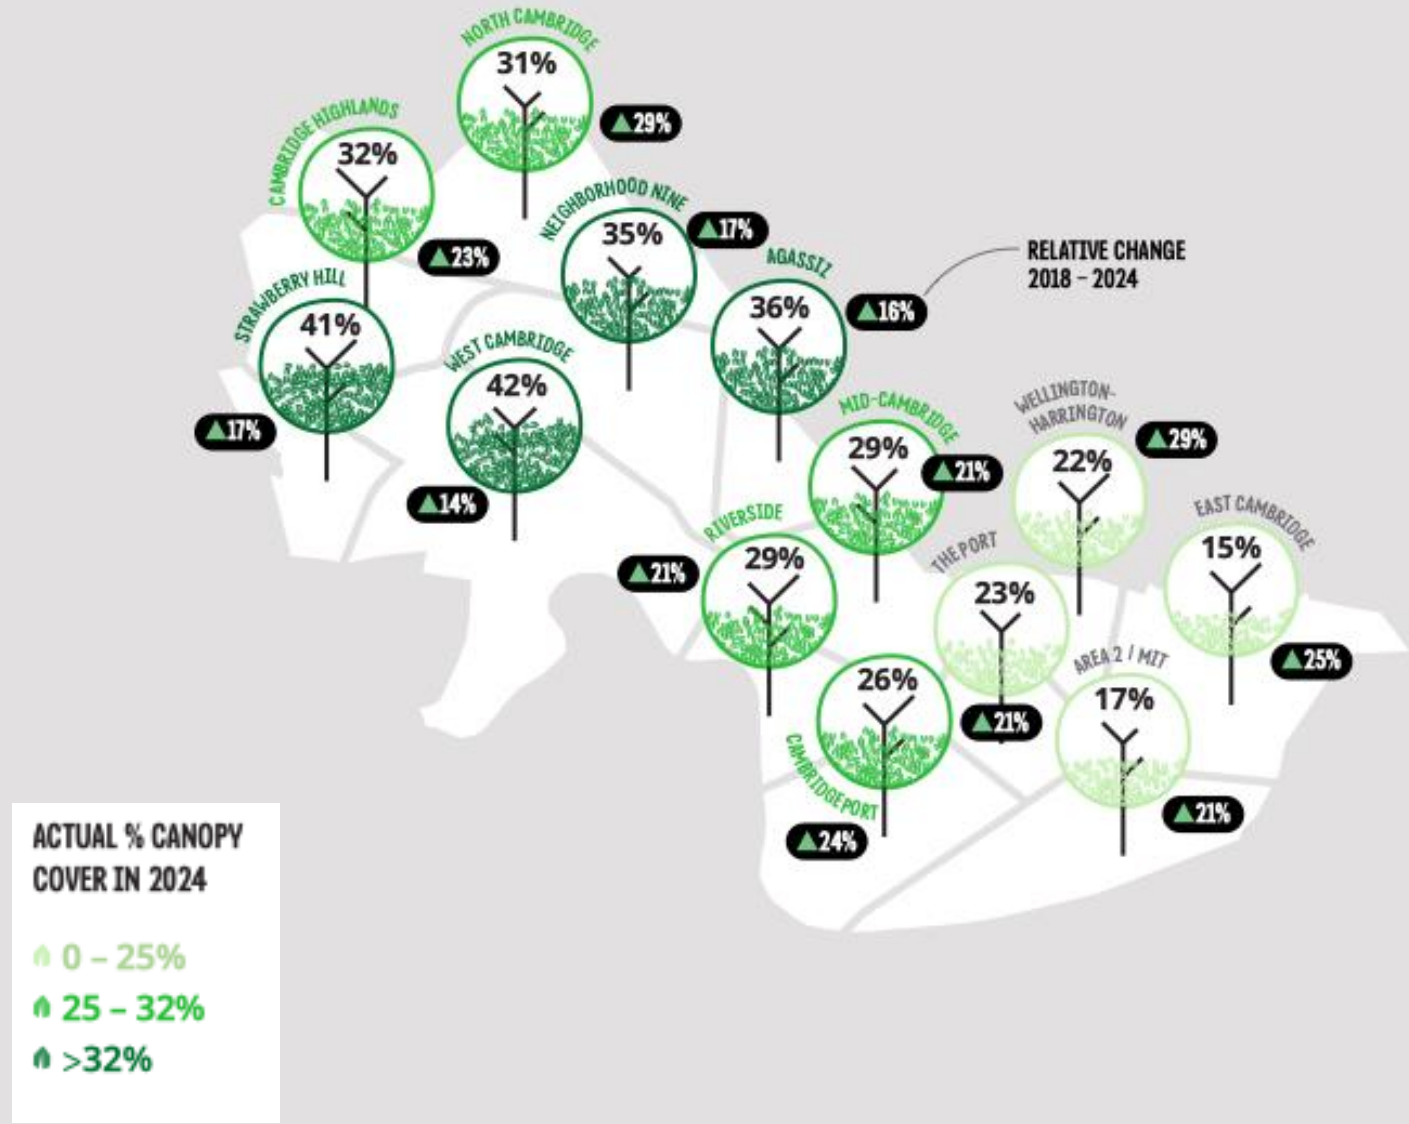 NORTH CAMBRIDGE
31%
29%
CAMBRIDGE HIGHLANDS
32%
23%
NEIGHBORHOOD NINE
35%
17%
AGASSIZ
36%
16%
RELATIVE CHANGE
2018 – 2024
STRAWBERRY HILL
41%
17%
WEST CAMBRIDGE
42%
14%
MID-CAMBRIDGE
29%
21%
WELLINGTON-
HARRINGTON
22%
29%
EAST CAMBRIDGE
15%
25%
RIVERSIDE
29%
21%
THE PORT
23%
21%
AREA 2 / MIT
17%
21%
26%
CAMBRIDGEPORT
24%
ACTUAL % CANOPY
COVER IN 2024
0 – 25%
25 – 32%
>32%